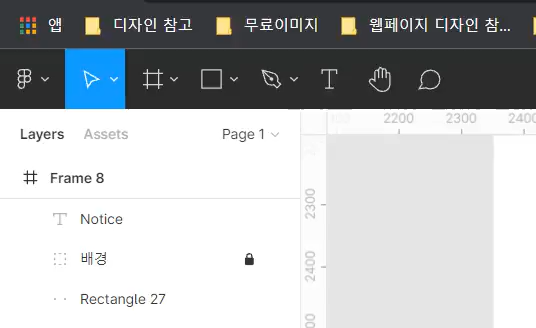 앱 디자인 참고 무료이미지 웹페이지 디자인 참...
Layers Assets Page 1
2200 2300 2400
Frame 8
Notice
2300
배경
2400
Rectangle 27